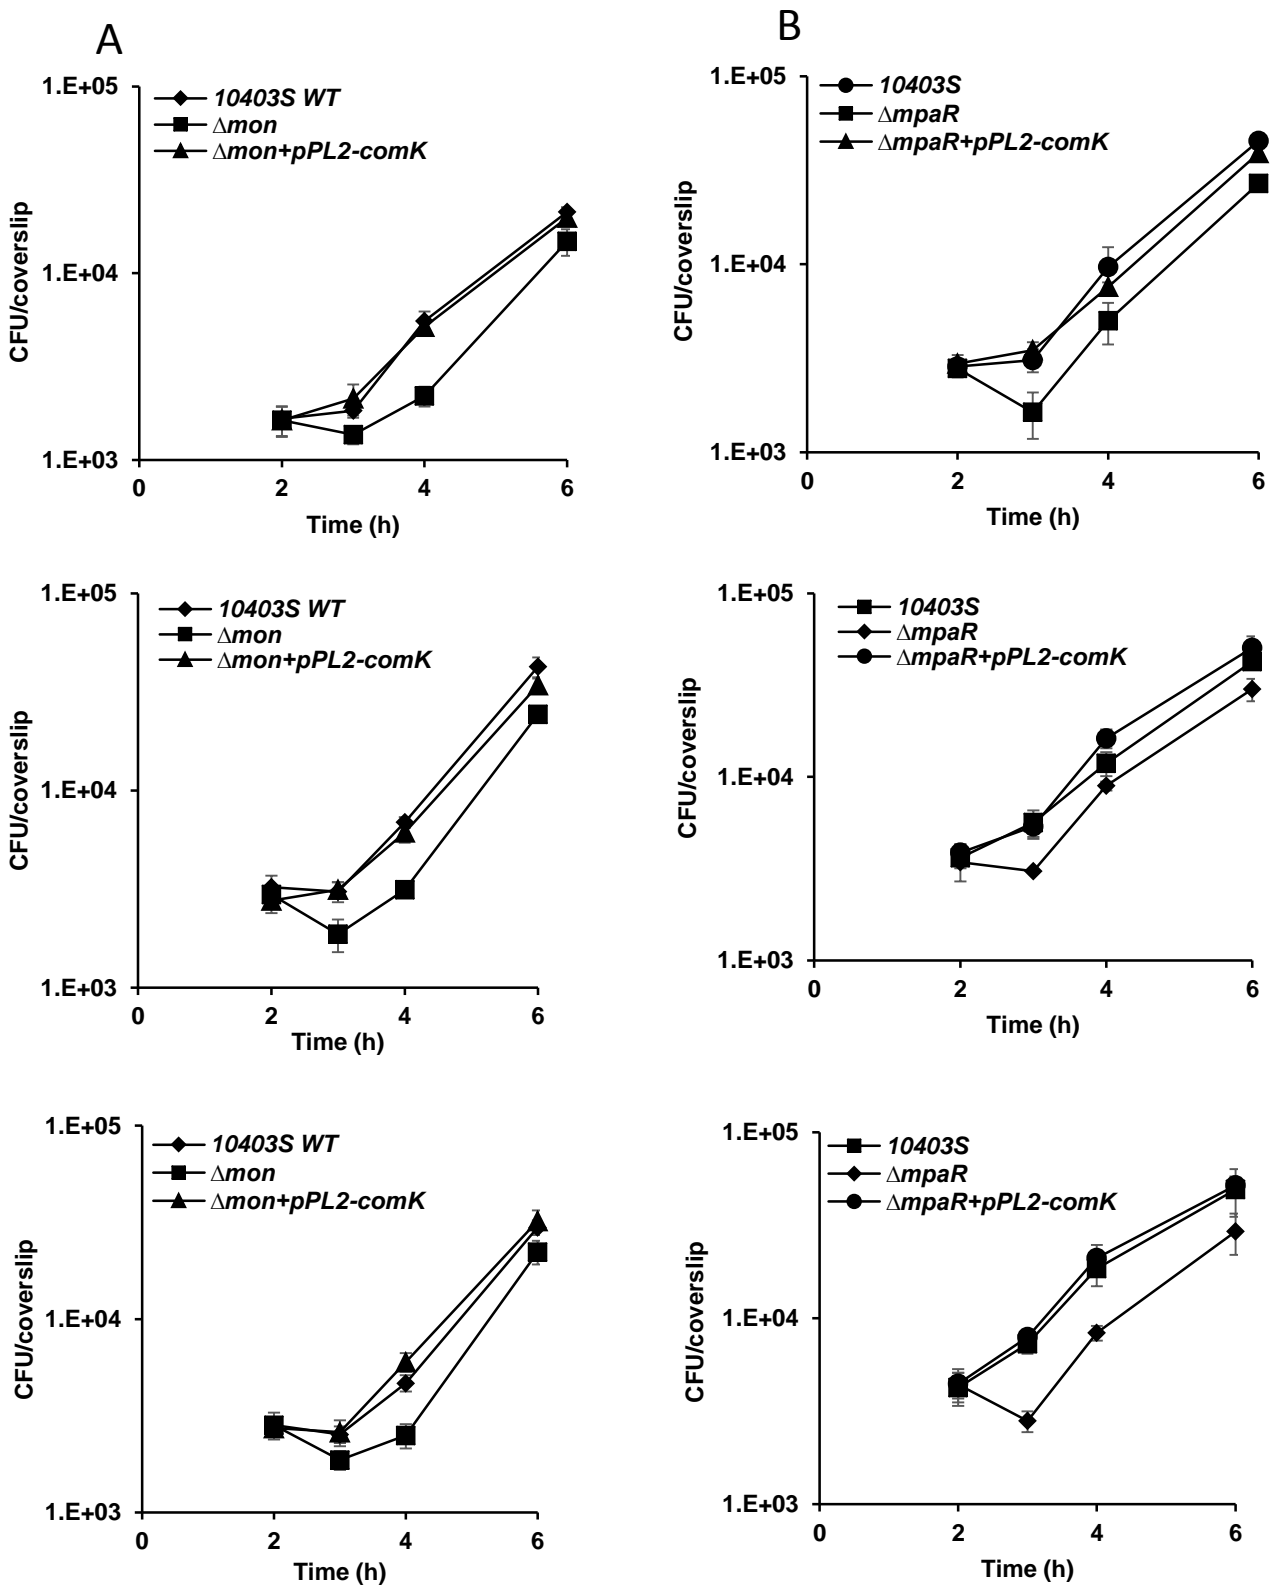 A
1.E+05
10403S WT
Δmon
Δmon+pPL2-comK
1.E+04
1.E+03
CFU/coverslip
0
2
4
6
Time (h)
B
1.E+05
10403S
ΔmpaR
ΔmpaR+pPL2-comK
1.E+04
1.E+03
CFU/coverslip
0
2
4
6
Time (h)
1.E+05
10403S WT
Δmon
Δmon+pPL2-comK
1.E+04
1.E+03
CFU/coverslip
0
2
4
6
Time (h)
1.E+05
10403S
ΔmpaR
ΔmpaR+pPL2-comK
1.E+04
1.E+03
CFU/coverslip
0
2
4
6
Time (h)
1.E+05
10403S WT
Δmon
Δmon+pPL2-comK
1.E+04
1.E+03
CFU/coverslip
0
2
4
6
Time (h)
1.E+05
10403S
ΔmpaR
ΔmpaR+pPL2-comK
1.E+04
1.E+03
CFU/coverslip
0
2
4
6
Time (h)